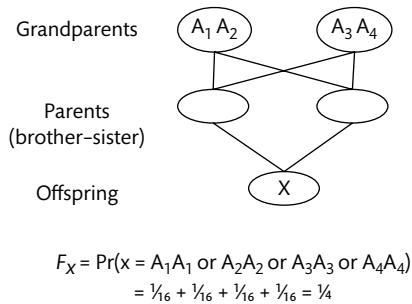 Grandparents
A₁ A₂
A₃ A₄
Parents
(brother–sister)
Offspring
X
Fₓ = Pr(x = A₁A₁ or A₂A₂ or A₃A₃ or A₄A₄)
= ¹⁄₁₆ + ¹⁄₁₆ + ¹⁄₁₆ + ¹⁄₁₆ = ¼